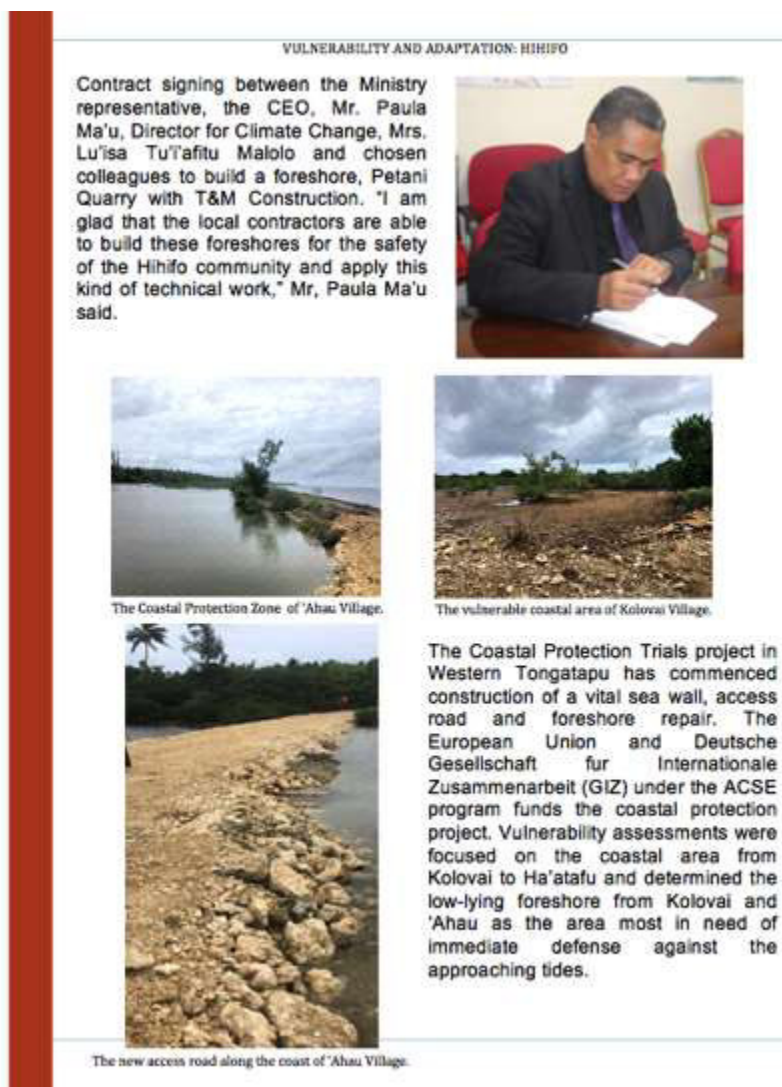 VULNERABILITY AND ADAPTATION: HIHIFO
Contract signing between the Ministry
representative, the CEO, Mr. Paula
Ma'u, Director for Climate Change, Mrs.
Lu'isa Tu'i'afitu Malolo and chosen
colleagues to build a foreshore, Petani
Quarry with T&M Construction. "I am
glad that the local contractors are able
to build these foreshores for the safety
of the Hihifo community and apply this
kind of technical work," Mr, Paula Ma'u
said.
The Coastal Protection Zone of 'Ahau Village.
The vulnerable coastal area of Kolovai Village.
The Coastal Protection Trials project in
Western Tongatapu has commenced
construction of a vital sea wall, access
road and foreshore repair. The
European Union and Deutsche
Gesellschaft fur Internationale
Zusammenarbeit (GIZ) under the ACSE
program funds the coastal protection
project. Vulnerability assessments were
focused on the coastal area from
Kolovai to Ha'atafu and determined the
low-lying foreshore from Kolovai and
'Ahau as the area most in need of
immediate defense against the
approaching tides.
The new access road along the coast of 'Ahau Village.